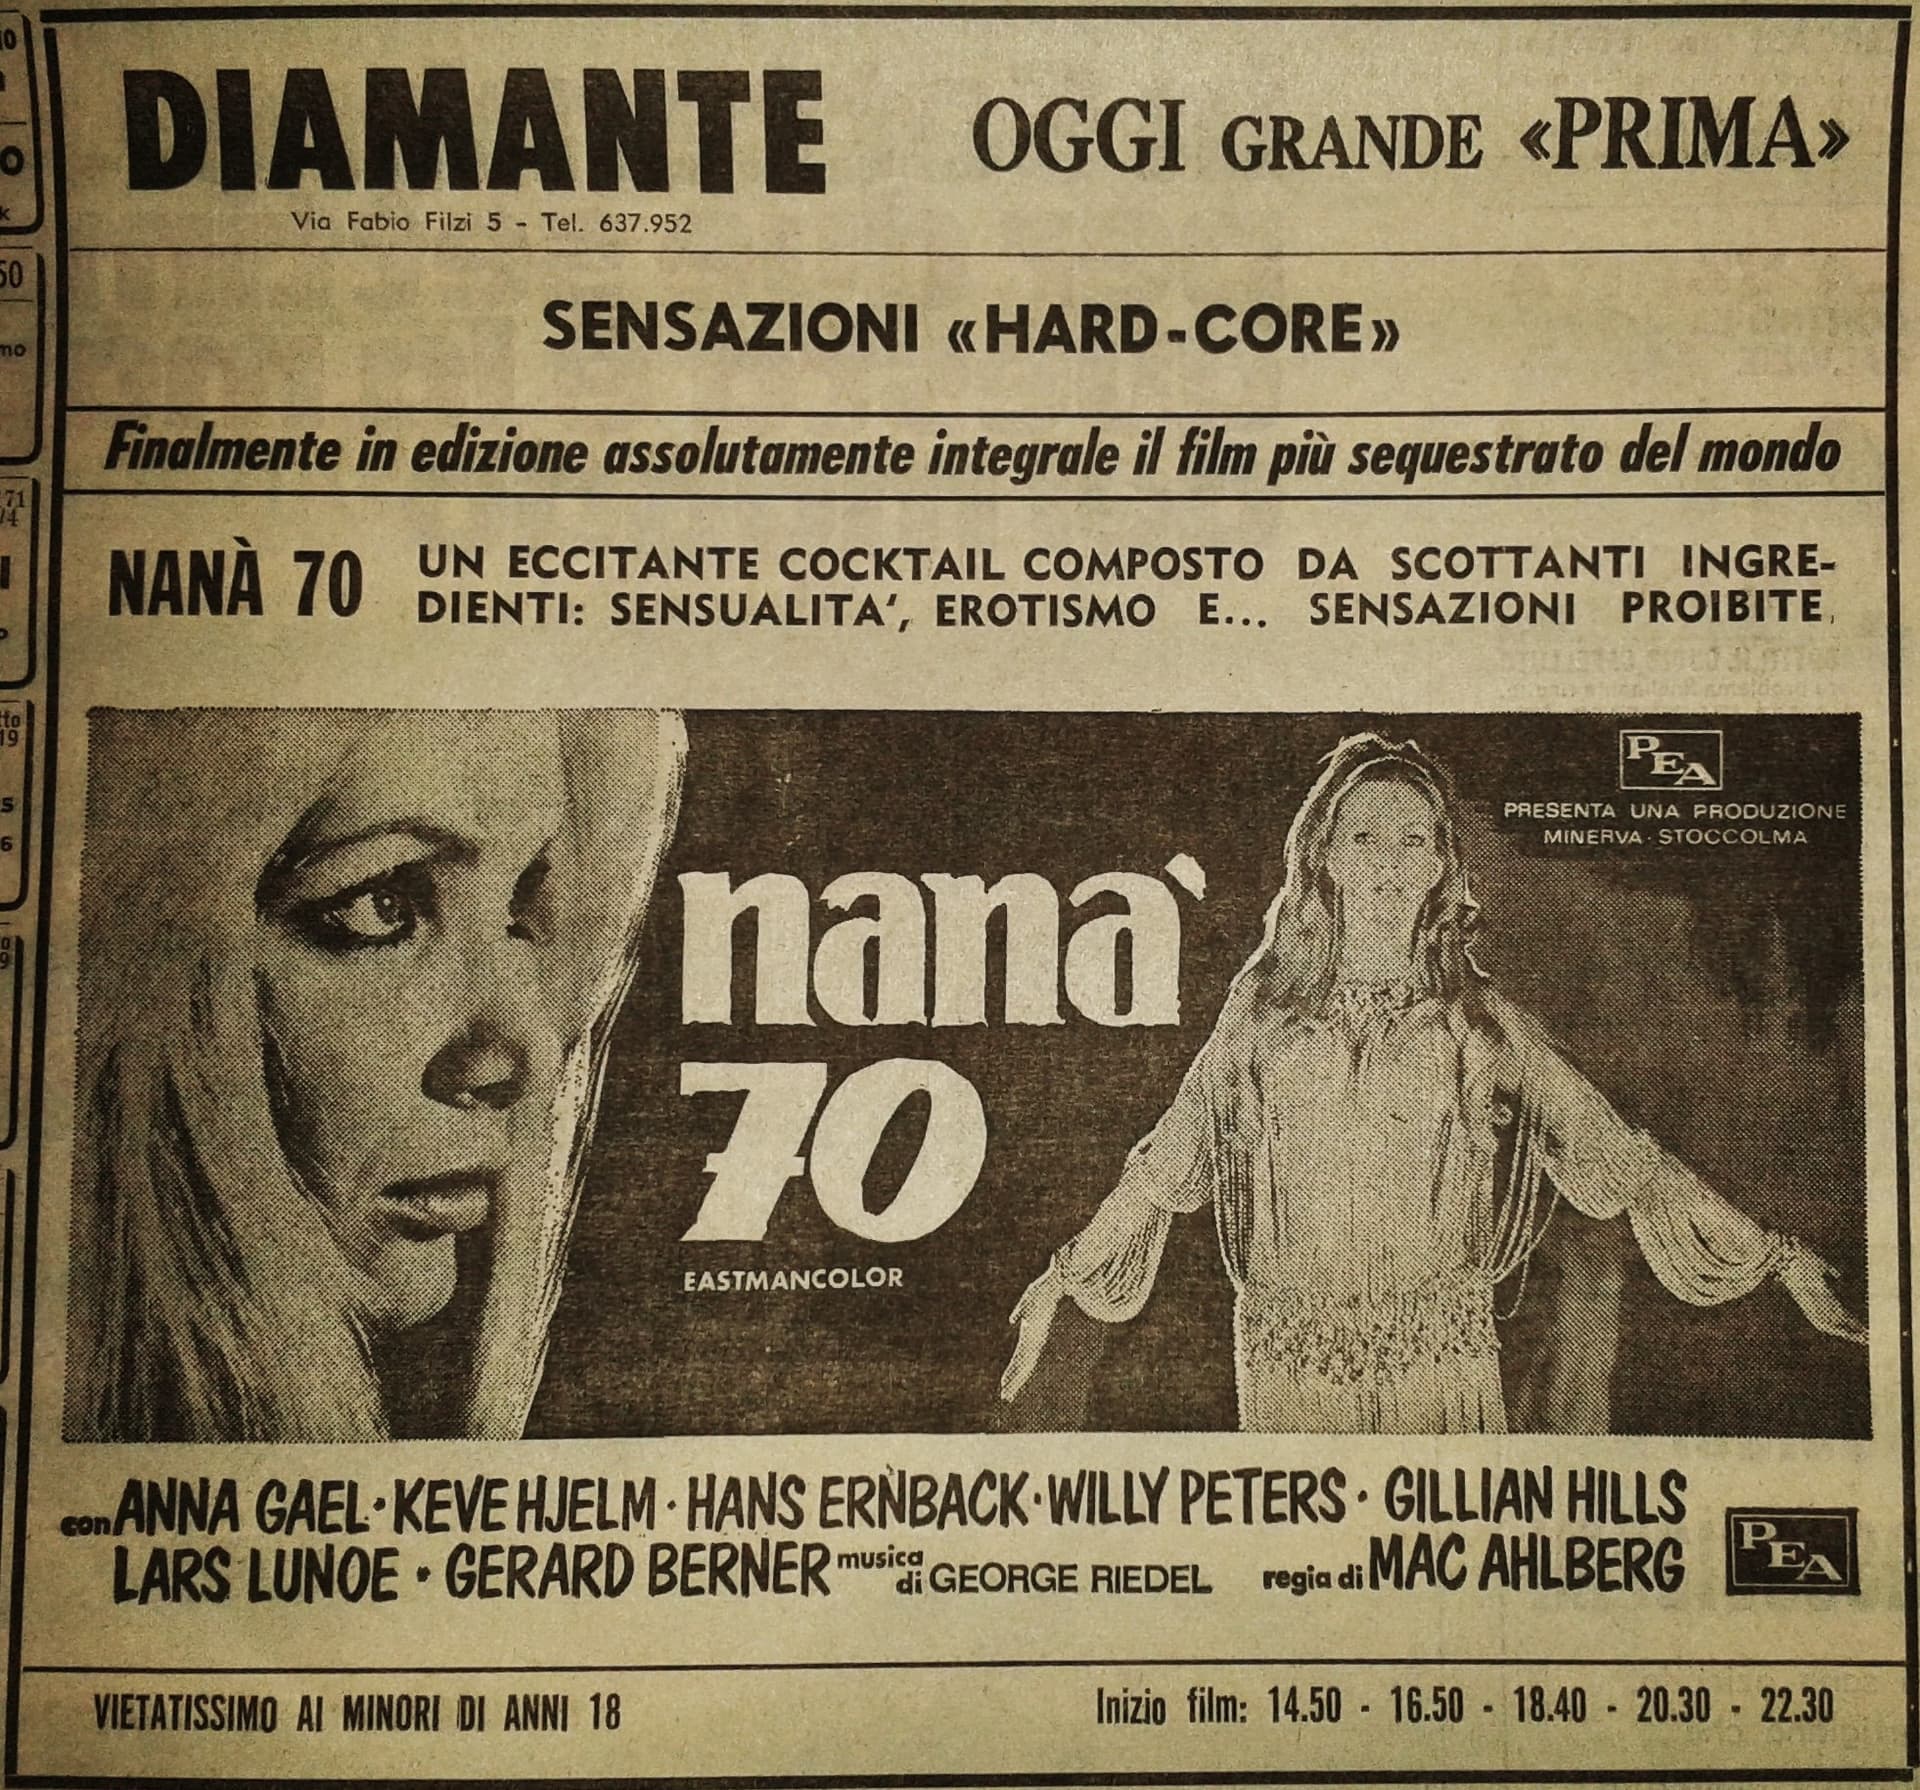 DIAMANTE
OGGI GRANDE «PRIMA»
Via Fabio Filzi 5 - Tel. 637.952
SENSAZIONI «HARD-CORE»
Finalmente in edizione assolutamente integrale il film più sequestrato del mondo
NANÀ 70
UN ECCITANTE COCKTAIL COMPOSTO DA SCOTTANTI INGRE-
DIENTI: SENSUALITA', EROTISMO E... SENSAZIONI PROIBITE.
PEA
PRESENTA UNA PRODUZIONE
MINERVA · STOCCOLMA
nanà
70
EASTMANCOLOR
con ANNA GAEL · KEVE HJELM · HANS ERNBACK · WILLY PETERS · GILLIAN HILLS
LARS LUNOE · GERARD BERNER musica di GEORGE RIEDEL regia di MAC AHLBERG
PEA
VIETATISSIMO AI MINORI DI ANNI 18
Inizio film: 14.50 - 16.50 - 18.40 - 20.30 - 22.30